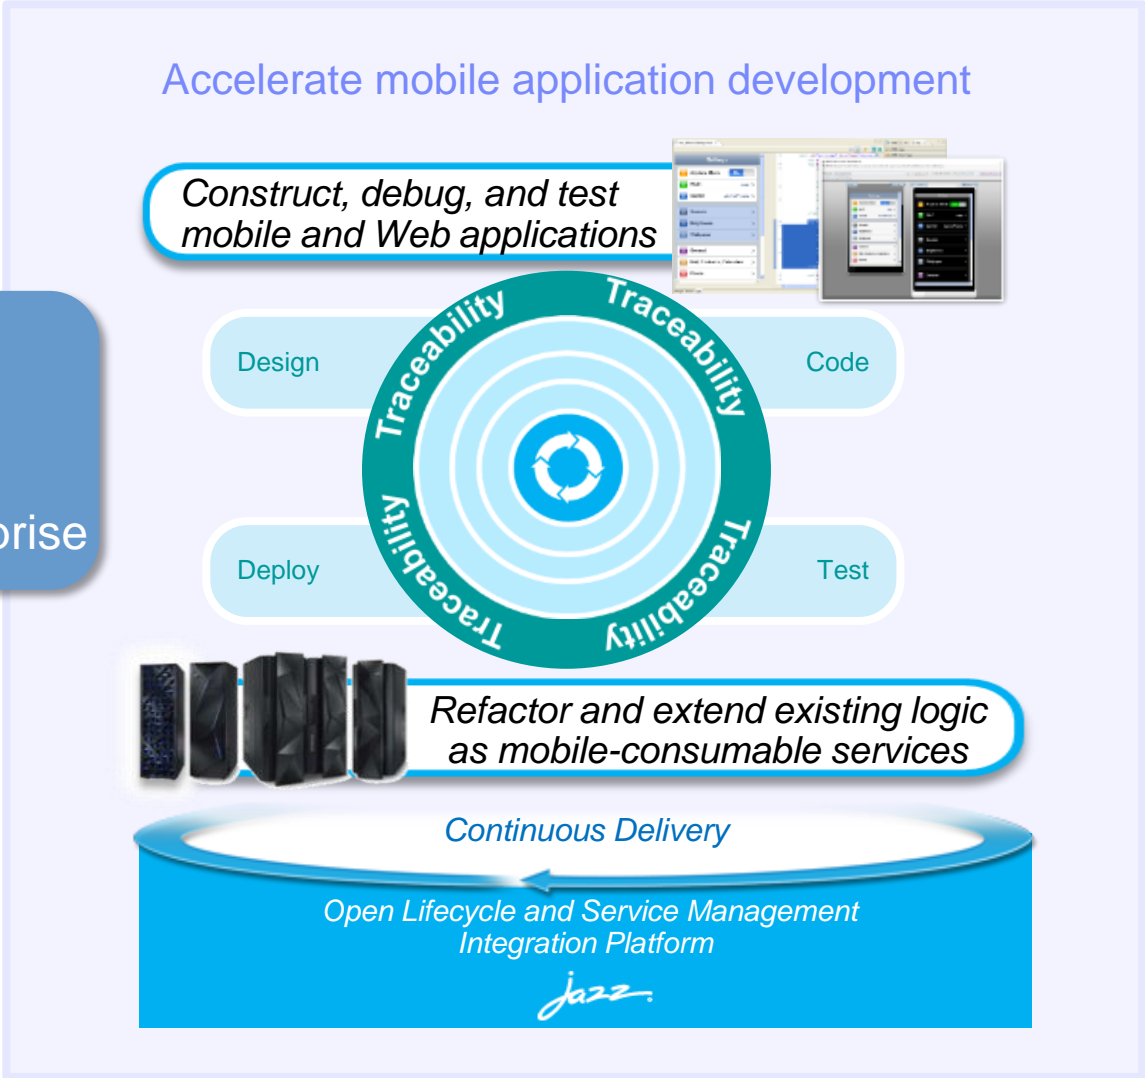 Accelerate mobile application development
Construct, debug, and test
mobile and Web applications
Traceability
Traceability
Design
Code
prise
Deploy
Test
Traceability
Traceability
Refactor and extend existing logic
as mobile-consumable services
Continuous Delivery
Open Lifecycle and Service Management
Integration Platform
jazz